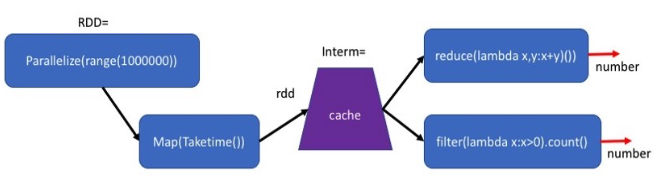 RDD=
Parallelize(range(1000000))
Map(Taketime())
rdd
Interm=
cache
reduce(lambda x,y:x+y)())
number
filter(lambda x:x>0).count()
number